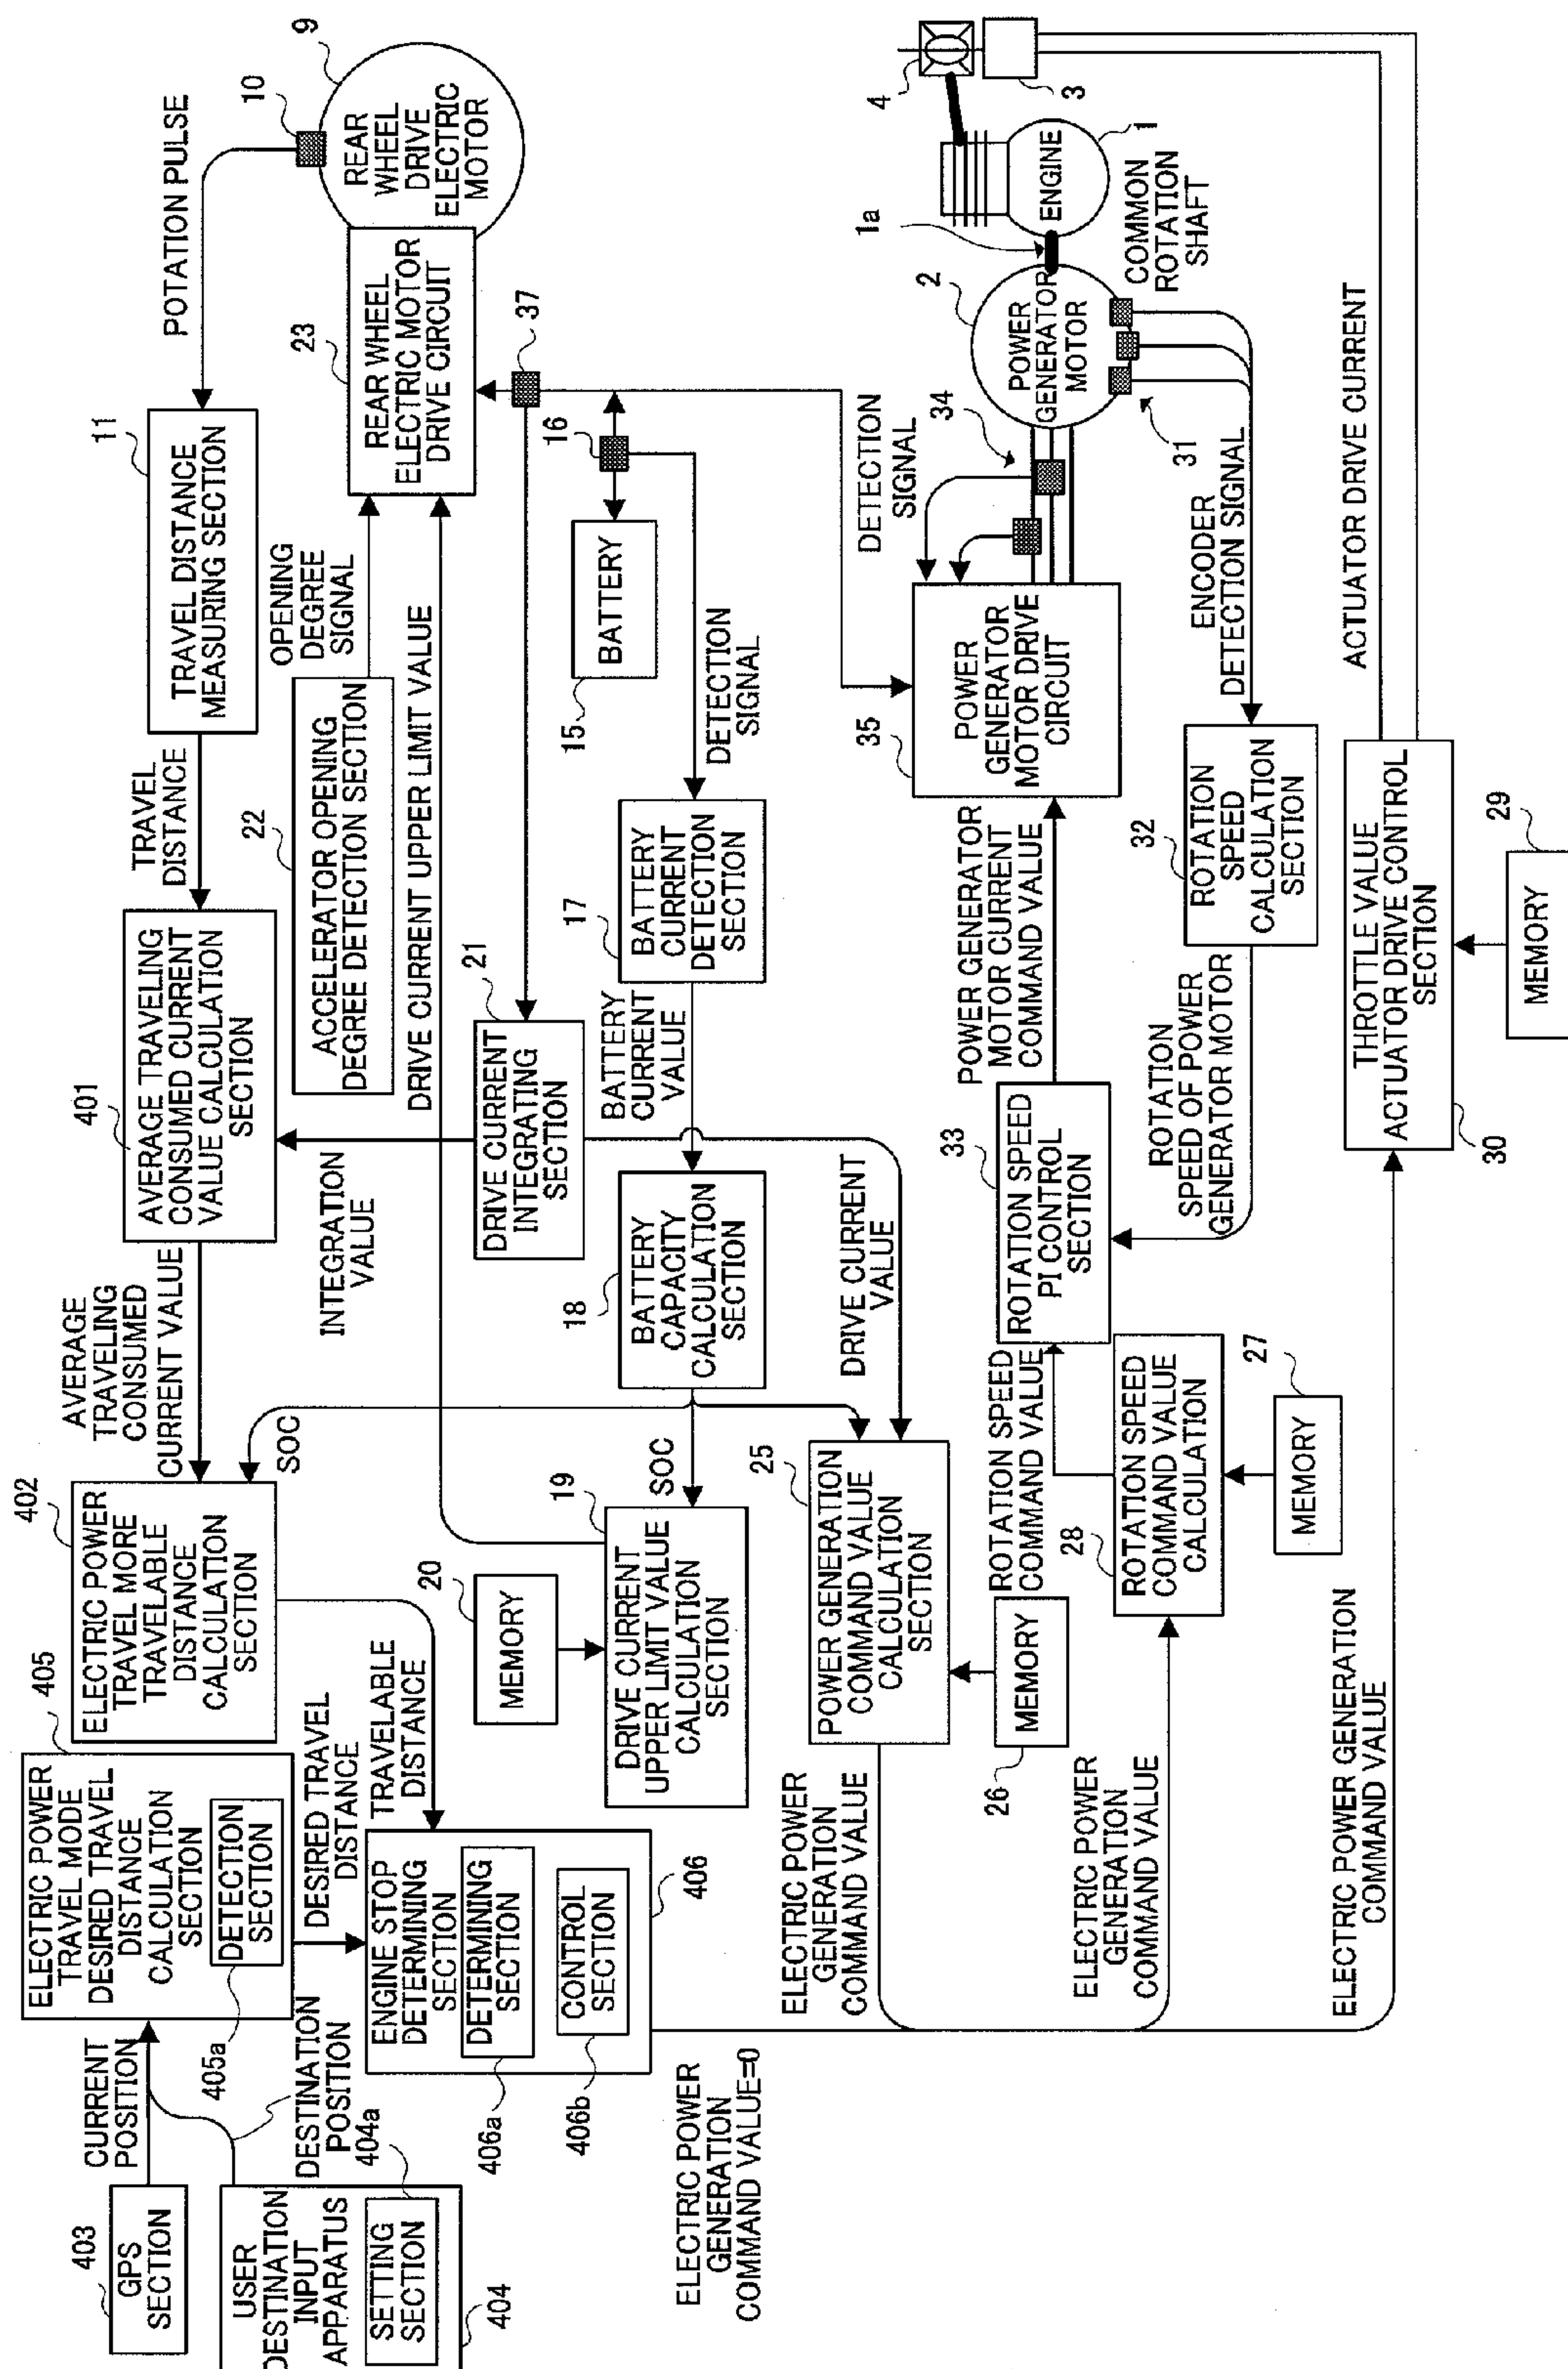 403
GPS
SECTION
USER
DESTINATION
INPUT
APPARATUS
SETTING
SECTION
404
404a
CURRENT
POSITION
DESTINATION
POSITION
405
ELECTRIC POWER
TRAVEL MODE
DESIRED TRAVEL
DISTANCE
CALCULATION
SECTION
DETECTION
SECTION
405a
DESIRED TRAVEL
DISTANCE
TRAVELABLE
DISTANCE
ENGINE STOP
DETERMINING
SECTION
DETERMINING
SECTION
CONTROL
SECTION
406
406a
406b
ELECTRIC POWER
GENERATION
COMMAND VALUE=0
402
ELECTRIC POWER
TRAVEL MORE
TRAVELABLE
DISTANCE
CALCULATION
SECTION
AVERAGE
TRAVELING
CONSUMED
CURRENT VALUE
SOC
401
AVERAGE TRAVELING
CONSUMED CURRENT
VALUE CALCULATION
SECTION
TRAVEL
DISTANCE
INTEGRATION
VALUE
11
TRAVEL DISTANCE
MEASURING SECTION
POTATION PULSE
10
9
REAR
WHEEL
DRIVE
ELECTRIC
MOTOR
22
ACCELERATOR OPENING
DEGREE DETECTION SECTION
OPENING
DEGREE
SIGNAL
DRIVE CURRENT UPPER LIMIT VALUE
23
REAR WHEEL
ELECTRIC MOTOR
DRIVE CIRCUIT
37
20
MEMORY
19
DRIVE CURRENT
UPPER LIMIT VALUE
CALCULATION
SECTION
SOC
21
DRIVE CURRENT
INTEGRATING
SECTION
DRIVE CURRENT
VALUE
18
BATTERY
CAPACITY
CALCULATION
SECTION
BATTERY
CURRENT
VALUE
17
BATTERY
CURRENT
DETECTION
SECTION
DETECTION
SIGNAL
15
BATTERY
16
25
POWER GENERATION
COMMAND VALUE
CALCULATION
SECTION
26
MEMORY
ELECTRIC POWER
GENERATION
COMMAND VALUE
ELECTRIC POWER
GENERATION
COMMAND VALUE
ELECTRIC POWER GENERATION
COMMAND VALUE
28
ROTATION SPEED
COMMAND VALUE
CALCULATION
27
MEMORY
ROTATION SPEED
COMMAND VALUE
33
ROTATION SPEED
PI CONTROL
SECTION
POWER GENERATOR
MOTOR CURRENT
COMMAND VALUE
ROTATION
SPEED OF POWER
GENERATOR MOTOR
35
POWER
GENERATOR
MOTOR DRIVE
CIRCUIT
DETECTION
SIGNAL
34
32
ROTATION
SPEED
CALCULATION
SECTION
ENCODER
DETECTION SIGNAL
31
2
POWER
GENERATOR
MOTOR
1a
COMMON
ROTATION
SHAFT
ENGINE
1
4
3
ACTUATOR DRIVE CURRENT
THROTTLE VALUE
ACTUATOR DRIVE CONTROL
SECTION
30
29
MEMORY